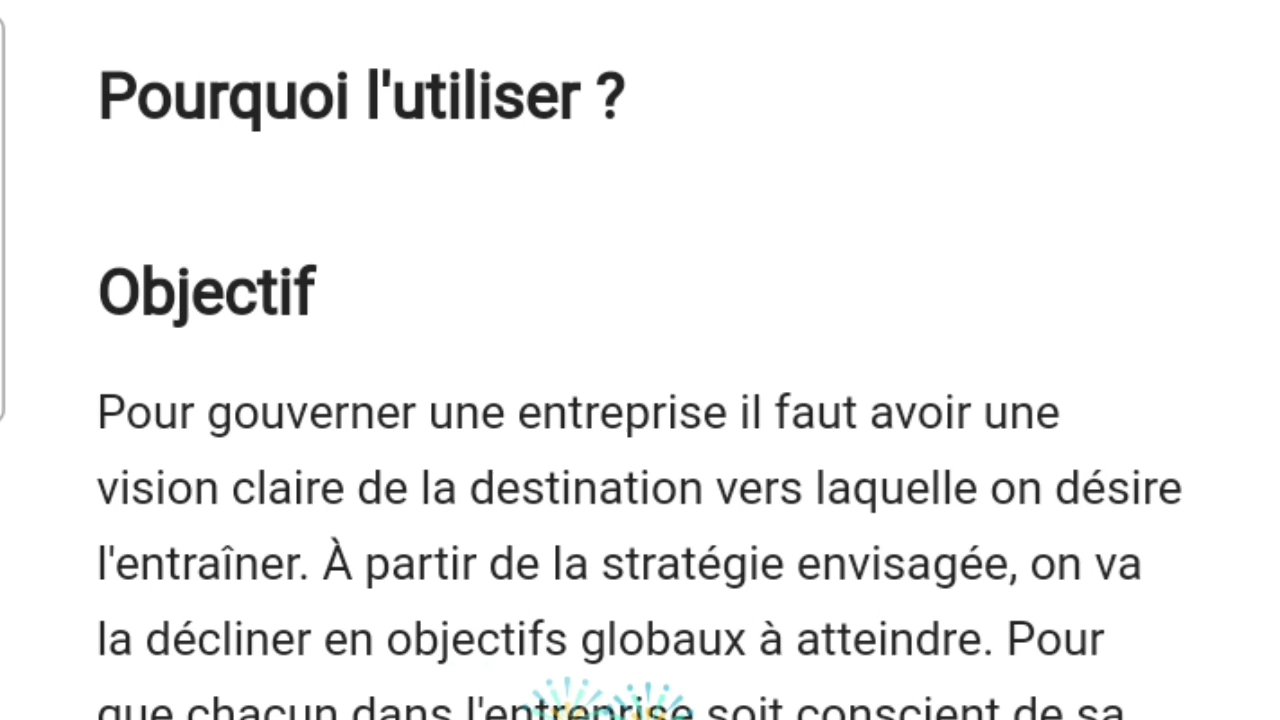 Pourquoi l'utiliser ?
Objectif
Pour gouverner une entreprise il faut avoir une
vision claire de la destination vers laquelle on désire
l'entraîner. À partir de la stratégie envisagée, on va
la décliner en objectifs globaux à atteindre. Pour
que chacun dans l'entreprise soit conscient de sa